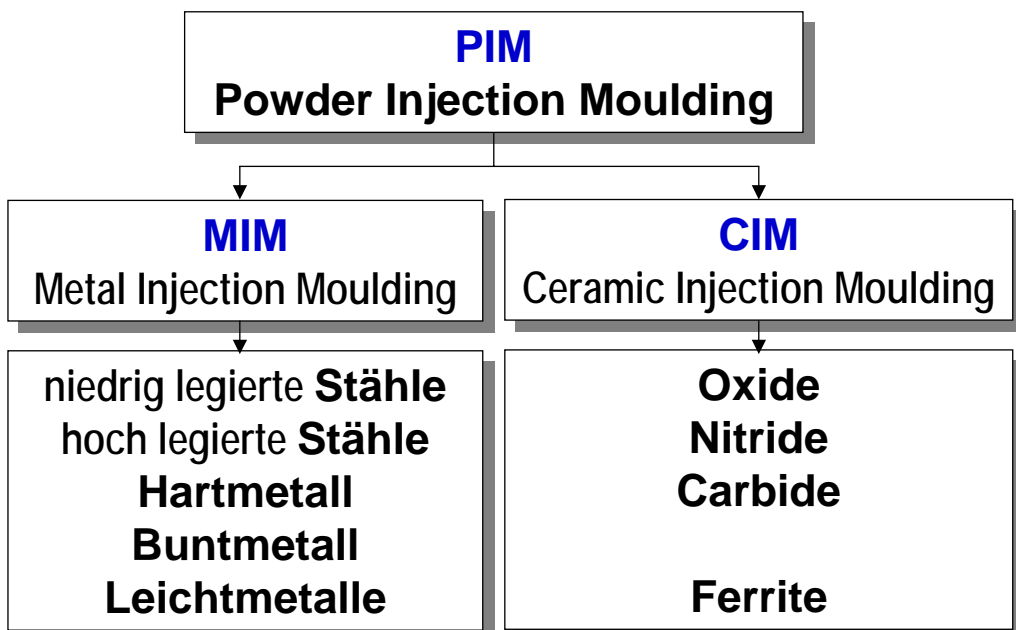 PIM
Powder Injection Moulding
MIM
Metal Injection Moulding
CIM
Ceramic Injection Moulding
niedrig legierte Stähle
hoch legierte Stähle
Hartmetall
Buntmetall
Leichtmetalle
Oxide
Nitride
Carbide
Ferrite